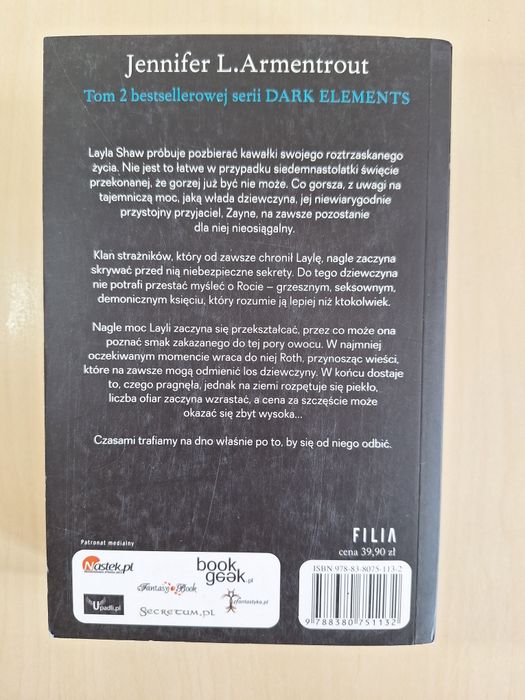 Jennifer L.Armentrout
Tom 2 bestsellerowej serii DARK ELEMENTS
Layla Shaw próbuje pozbierać kawałki swojego roztrzaskanego
życia. Nie jest to łatwe w przypadku siedemnastolatki święcie
przekonanej, że gorzej już być nie może. Co gorsza, z uwagi na
tajemniczą moc, jaką włada dziewczyna, jej niewiarygodnie
przystojny przyjaciel, Zayne, na zawsze pozostanie
dla niej nieosiągalny.
Klan strażników, który od zawsze chronił Laylę, nagle zaczyna
skrywać przed nią niebezpieczne sekrety. Do tego dziewczyna
nie potrafi przestać myśleć o Rocie – grzesznym, seksownym,
demonicznym księciu, który rozumie ją lepiej niż ktokolwiek.
Nagle moc Layli zaczyna się przekształcać, przez co może ona
poznać smak zakazanego do tej pory owocu. W najmniej
oczekiwanym momencie wraca do niej Roth, przynosząc wieści,
które na zawsze mogą odmienić los dziewczyny. W końcu dostaje
to, czego pragnęła, jednak na ziemi rozpętuje się piekło,
liczba ofiar zaczyna wzrastać, a cena za szczęście może
okazać się zbyt wysoka...
Czasami trafiamy na dno właśnie po to, by się od niego odbić.
FILIA
cena 39,90 zł
Patronat medialny
Nastek.pl
book
geek.pl
Fantasy Book
Upadli.pl
Secretum.pl
efantastyka.pl
ISBN 978-83-8075-113-2
9 788380 751132